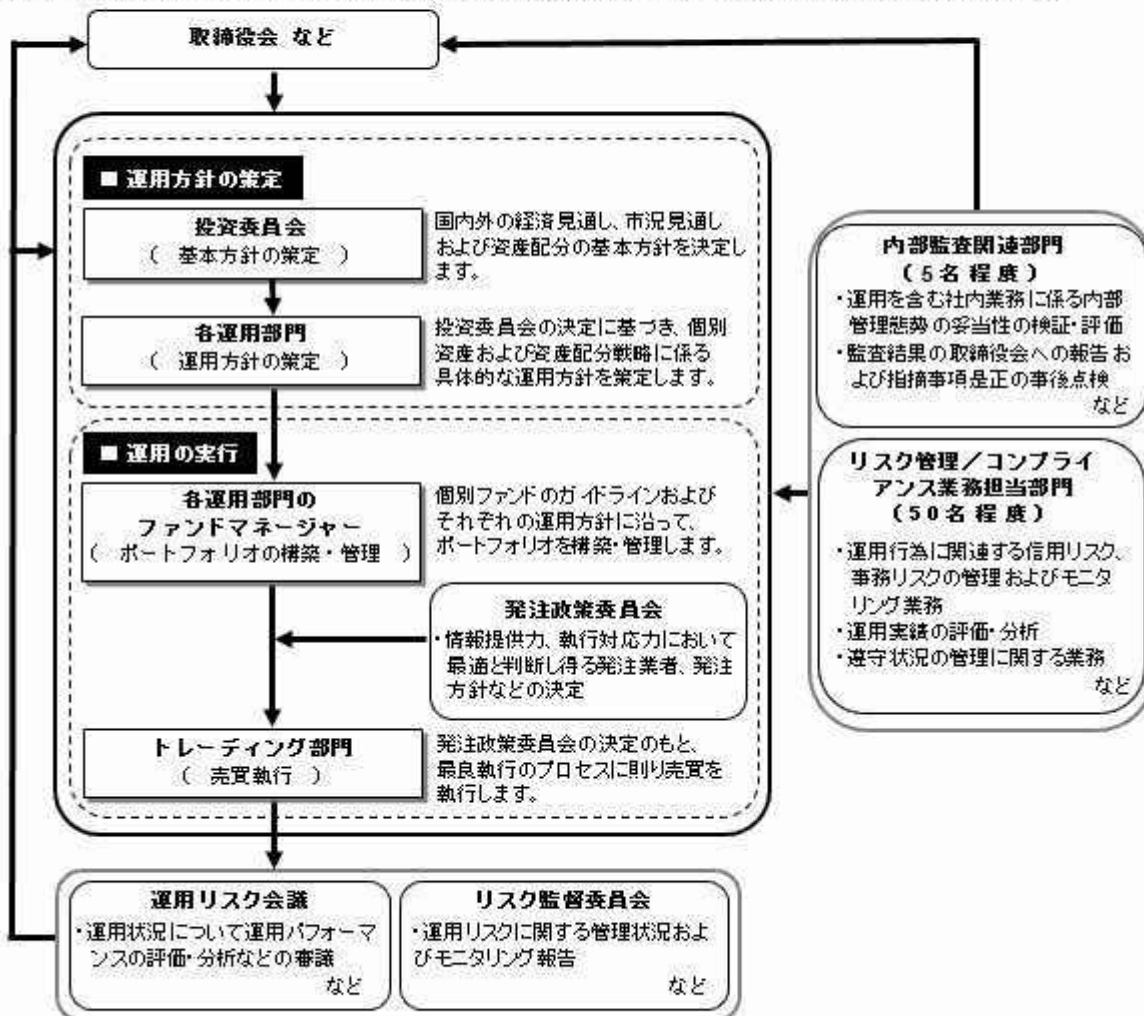 取締役会 など
■ 運用方針の策定
投資委員会
（ 基本方針の策定 ）
国内外の経済見通し、市況見通し
および資産配分の基本方針を決定し
ます。
各運用部門
（ 運用方針の策定 ）
投資委員会の決定に基づき、個別
資産および資産配分戦略に係る
具体的な運用方針を策定します。
■ 運用の実行
各運用部門の
ファンドマネージャー
（ ポートフォリオの構築・管理 ）
個別ファンドのガイドラインおよび
それぞれの運用方針に沿って、
ポートフォリオを構築・管理します。
発注政策委員会
・情報提供力、執行対応力において
最適と判断し得る発注業者、発注
方針などの決定
トレーディング部門
（ 売買執行 ）
発注政策委員会の決定のもと、
最良執行のプロセスに則り売買を
執行します。
運用リスク会議
・運用状況について運用パフォーマ
ンスの評価・分析などの審議
など
リスク監督委員会
・運用リスクに関する管理状況およ
びモニタリング報告
など
内部監査関連部門
（５名程度）
・運用を含む社内業務に係る内部
管理態勢の妥当性の検証・評価
・監査結果の取締役会への報告お
よび指摘事項是正の事後点検
など
リスク管理／コンプライ
アンス業務担当部門
（５０名程度）
・運用行為に関連する信用リスク、
事務リスクの管理およびモニタ
リング業務
・運用実績の評価・分析
・遵守状況の管理に関する業務
など